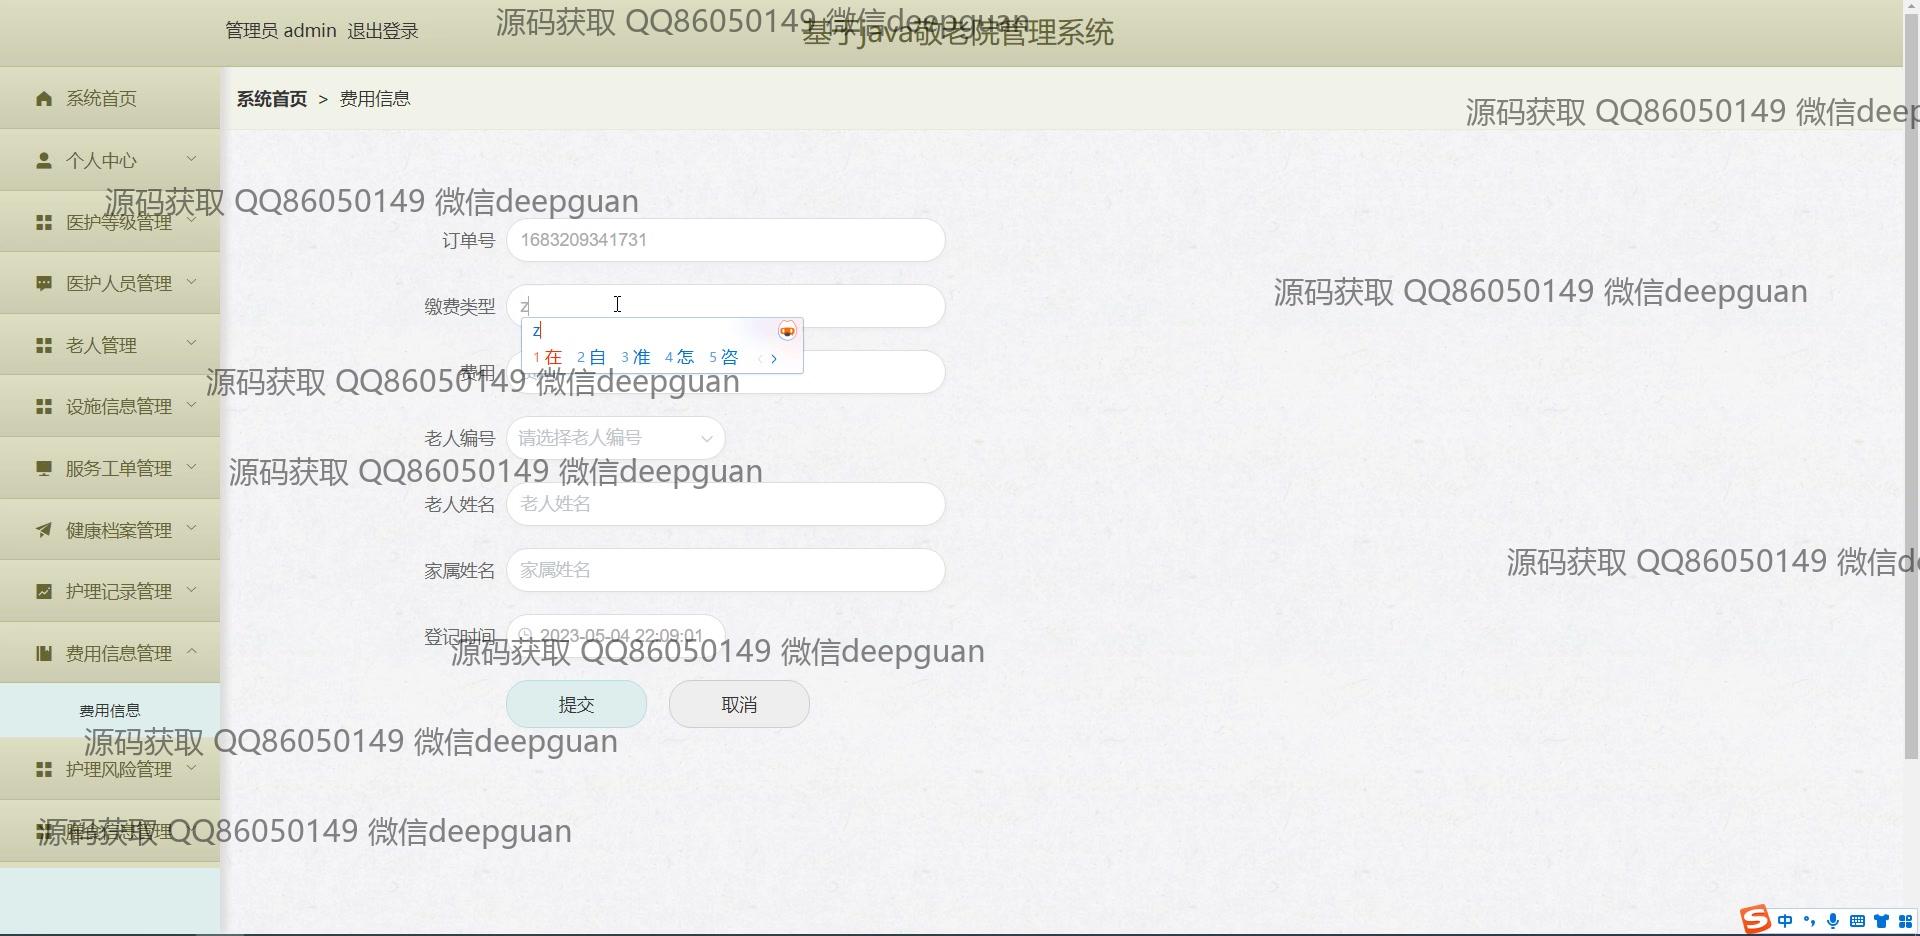 管理员 admin 退出登录
基于java敬老院管理系统
源码获取 QQ86050149 微信deepguan
系统首页
系统首页 > 费用信息
源码获取 QQ86050149 微信deep
个人中心
源码获取 QQ86050149 微信deepguan
医护等级管理
订单号 1683209341731
医护人员管理
源码获取 QQ86050149 微信deepguan
缴费类型 z
z
1 在 2 自 3 准 4 怎 5 咨
老人管理
费用
源码获取 QQ86050149 微信deepguan
设施信息管理
老人编号 请选择老人编号
服务工单管理
源码获取 QQ86050149 微信deepguan
老人姓名 老人姓名
健康档案管理
源码获取 QQ86050149 微信d
家属姓名 家属姓名
护理记录管理
登记时间 2023-05-04 22:09:01
源码获取 QQ86050149 微信deepguan
费用信息管理
提交 取消
费用信息
源码获取 QQ86050149 微信deepguan
护理风险管理
源码获取 QQ86050149 微信deepguan
中